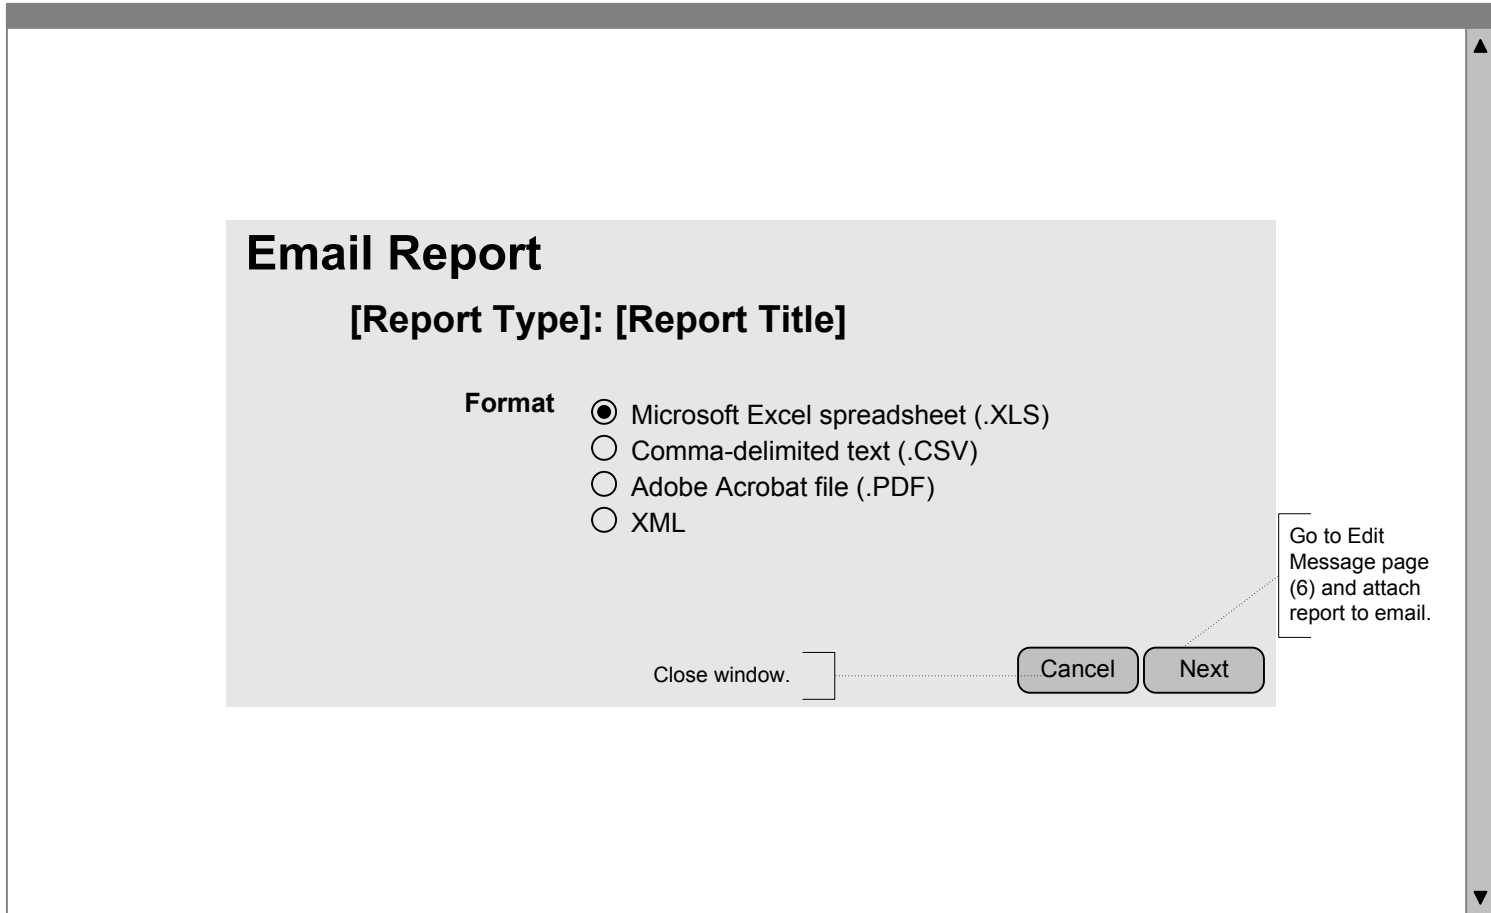 Email Report
[Report Type]: [Report Title]
Format
Microsoft Excel spreadsheet (.XLS)
Comma-delimited text (.CSV)
Adobe Acrobat file (.PDF)
XML
Go to Edit
Message page
(6) and attach
report to email.
Close window.
Cancel
Next